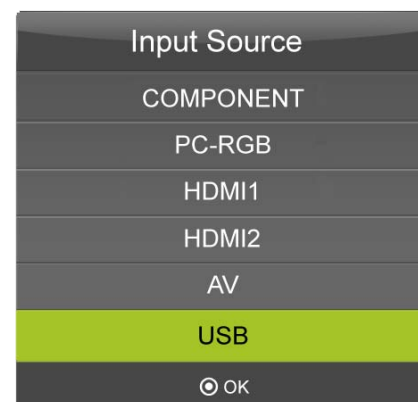 Input Source
COMPONENT
PC-RGB
HDMI1
HDMI2
AV
USB
OK